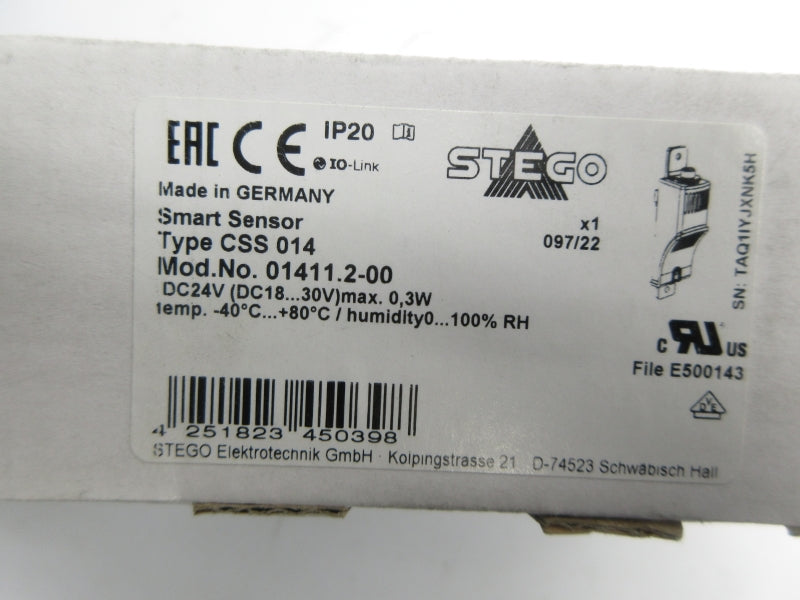 EAC CE IP20
IO-Link
STEGO
Made in GERMANY
Smart Sensor
x1
Type CSS 014
097/22
Mod.No. 01411.2-00
DC24V (DC18...30V)max. 0,3W
temp. -40°C...+80°C / humidity0...100% RH
SN: TAQ1IYJXNK5H
c RU US
File E500143
DVE
4 251823 450398
STEGO Elektrotechnik GmbH · Kolpingstrasse 21 D-74523 Schwäbisch Hall